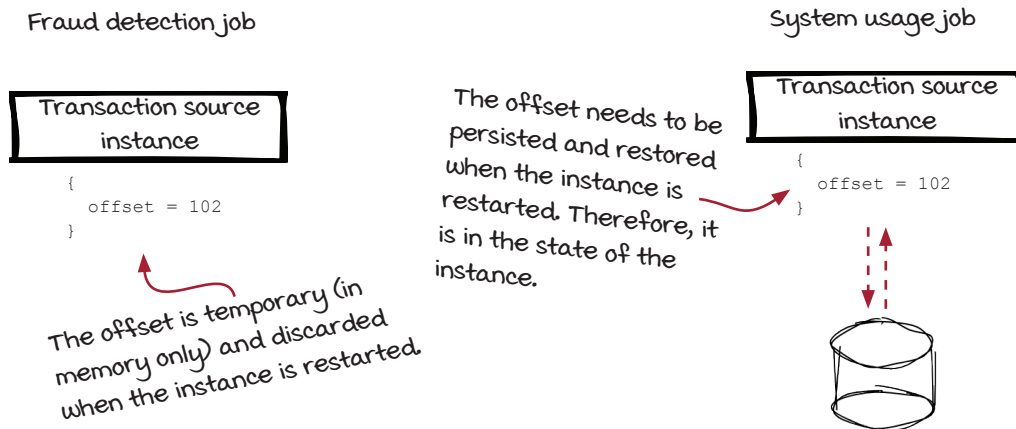 Fraud detection job
Transaction source
instance
{
offset = 102
}
The offset is temporary (in
memory only) and discarded
when the instance is restarted.
System usage job
Transaction source
instance
{
offset = 102
}
The offset needs to be
persisted and restored
when the instance is
restarted. Therefore, it
is in the state of the
instance.